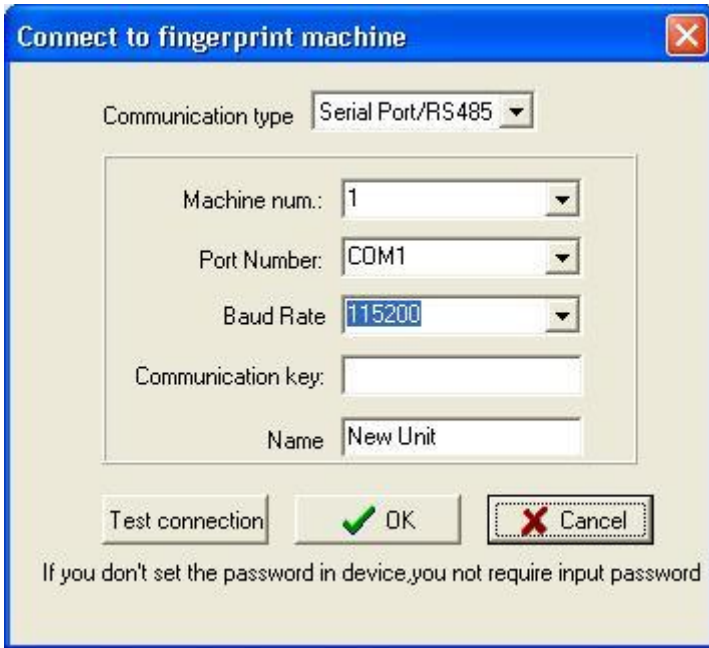 Connect to fingerprint machine
Communication type Serial Port/RS485
Machine num.: 1
Port Number: COM1
Baud Rate 115200
Communication key:
Name New Unit
Test connection OK Cancel
If you don't set the password in device,you not require input password